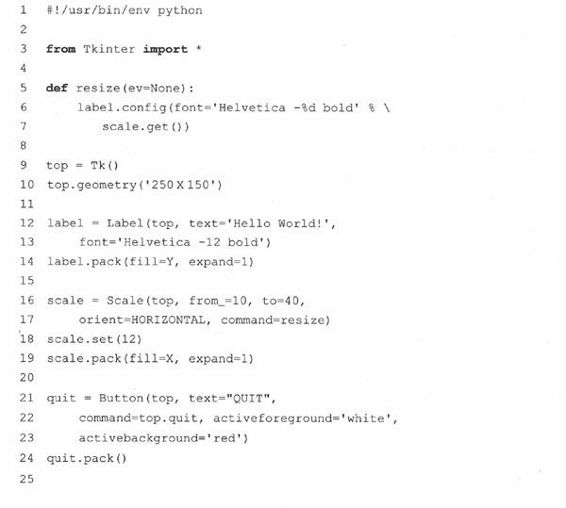 1 #!/usr/bin/env python
2
3 from Tkinter import *
4
5 def resize(ev=None):
6     label.config(font='Helvetica -%d bold' % \
7         scale.get())
8
9 top = Tk()
10 top.geometry('250X150')
11
12 label = Label(top, text='Hello World!',
13     font='Helvetica -12 bold')
14 label.pack(fill=Y, expand=1)
15
16 scale = Scale(top, from_=10, to=40,
17     orient=HORIZONTAL, command=resize)
18 scale.set(12)
19 scale.pack(fill=X, expand=1)
20
21 quit = Button(top, text="QUIT",
22     command=top.quit, activeforeground='white',
23     activebackground='red')
24 quit.pack()
25